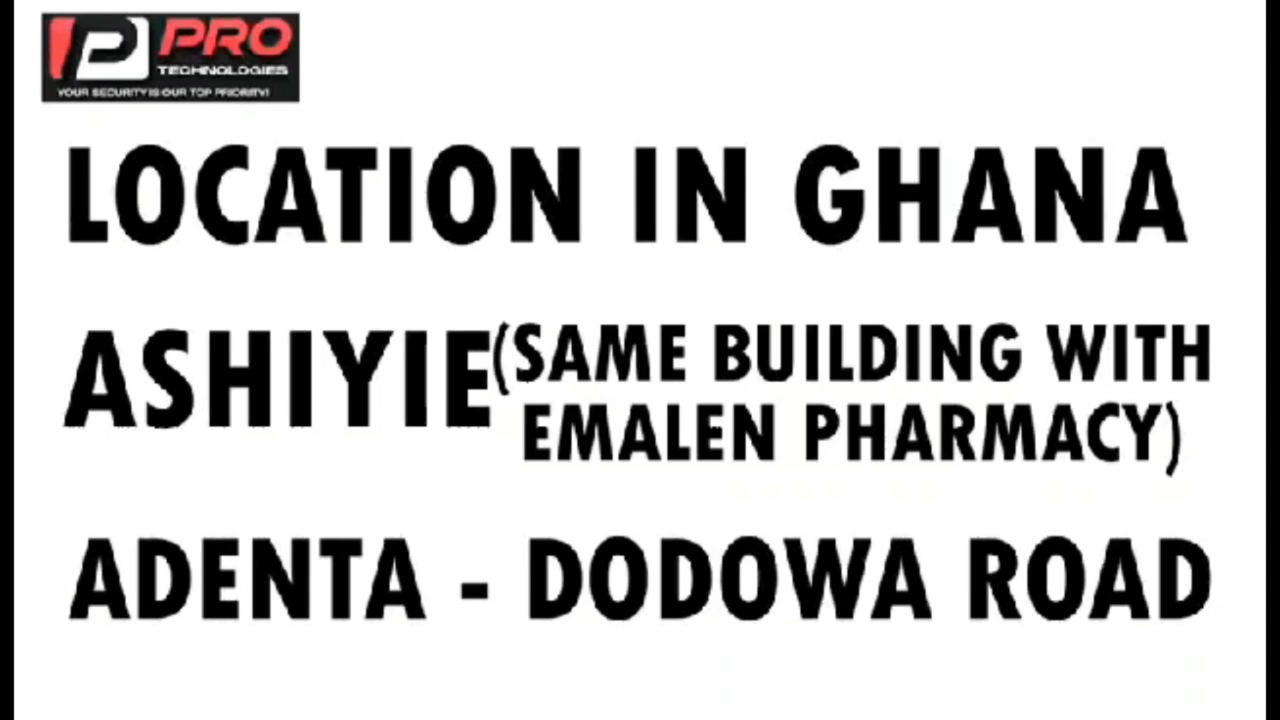 PRO
TECHNOLOGIES
YOUR SECURITY IS OUR TOP PRIORITY!
LOCATION IN GHANA
ASHIYIE (SAME BUILDING WITH
EMALEN PHARMACY)
ADENTA - DODOWA ROAD